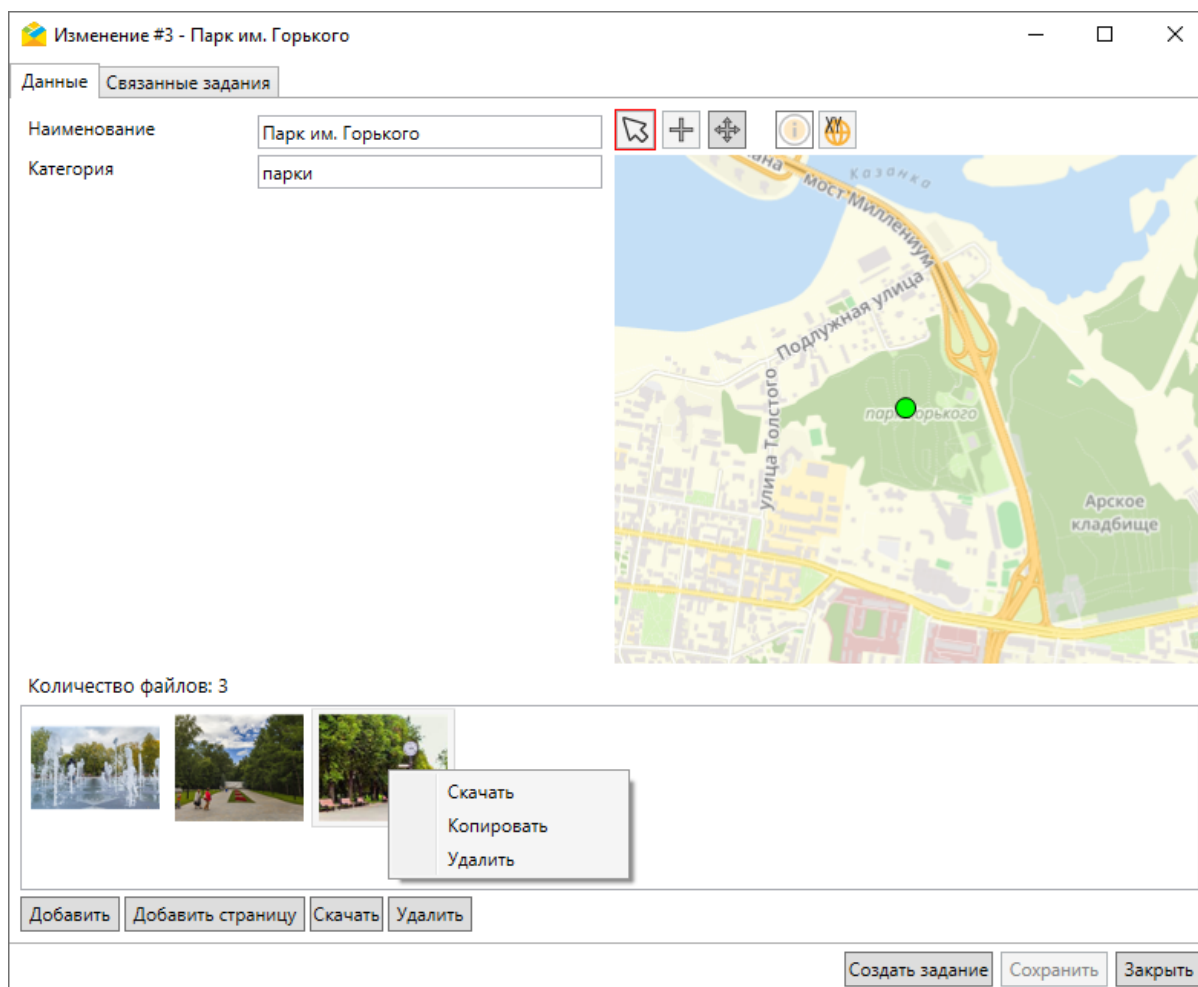 Изменение #3 - Парк им. Горького
Данные
Связанные задания
Наименование
Парк им. Горького
Категория
парки
XY
Казанка
мост Миллениум
Подлужная улица
улица Толстого
Арское
кладбище
Количество файлов: 3
Скачать
Копировать
Удалить
Добавить
Добавить страницу
Скачать
Удалить
Создать задание
Сохранить
Закрыть